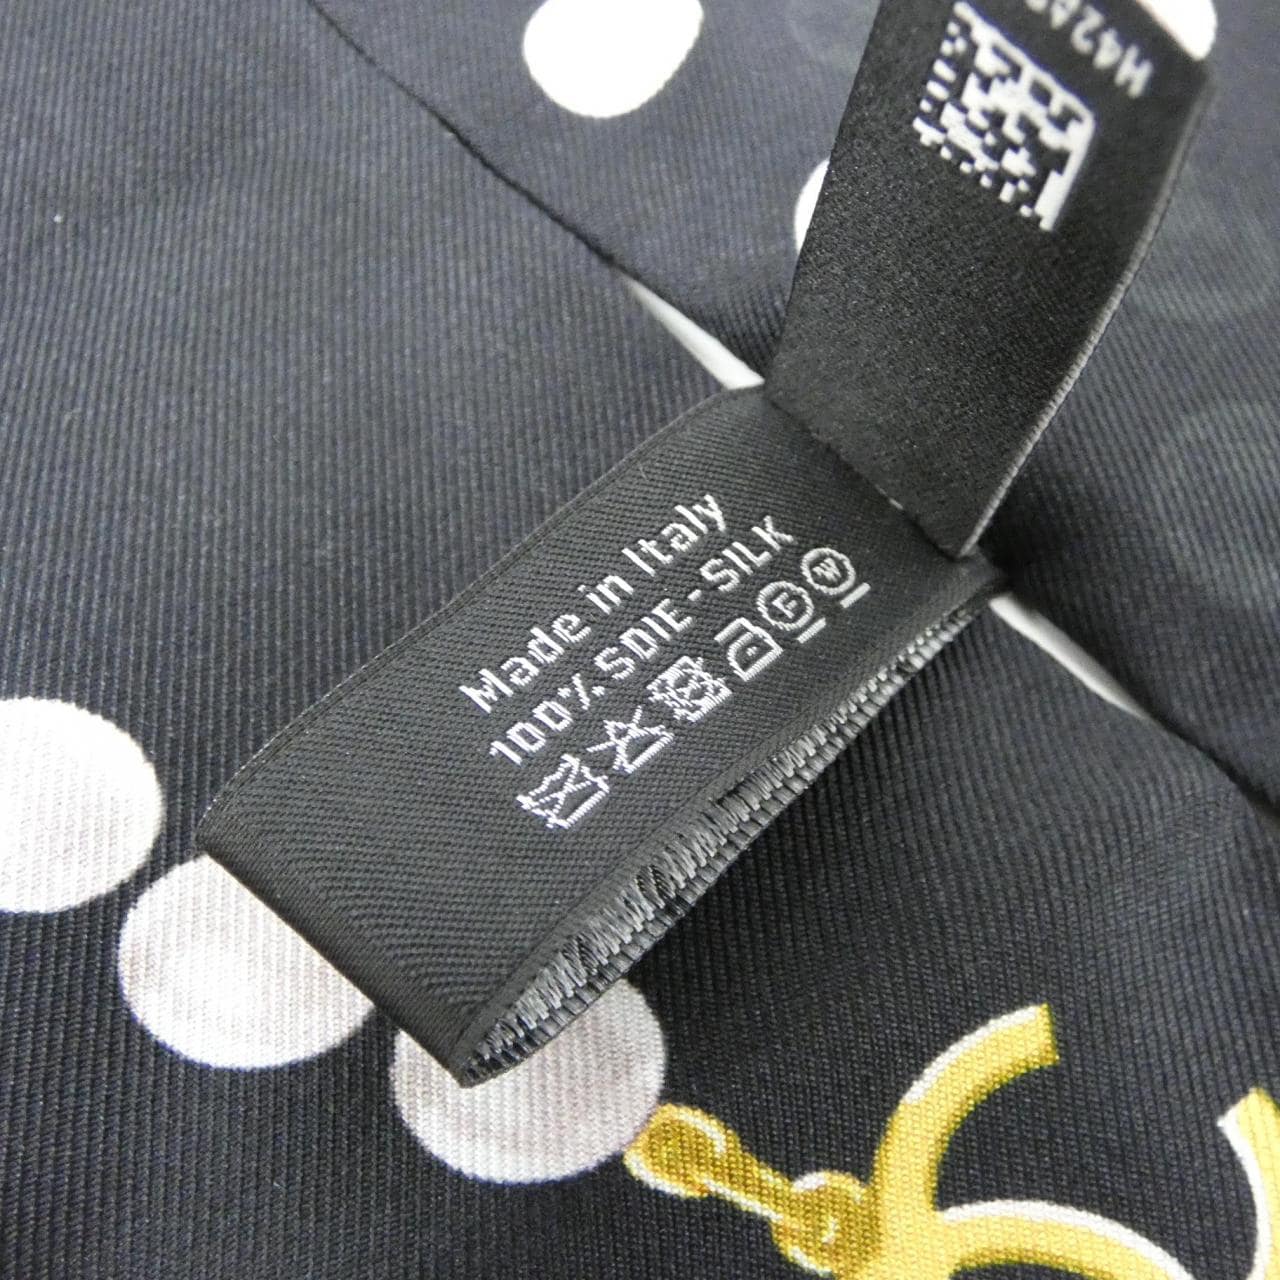 Made in Italy
100% SOIE - SILK
F
W